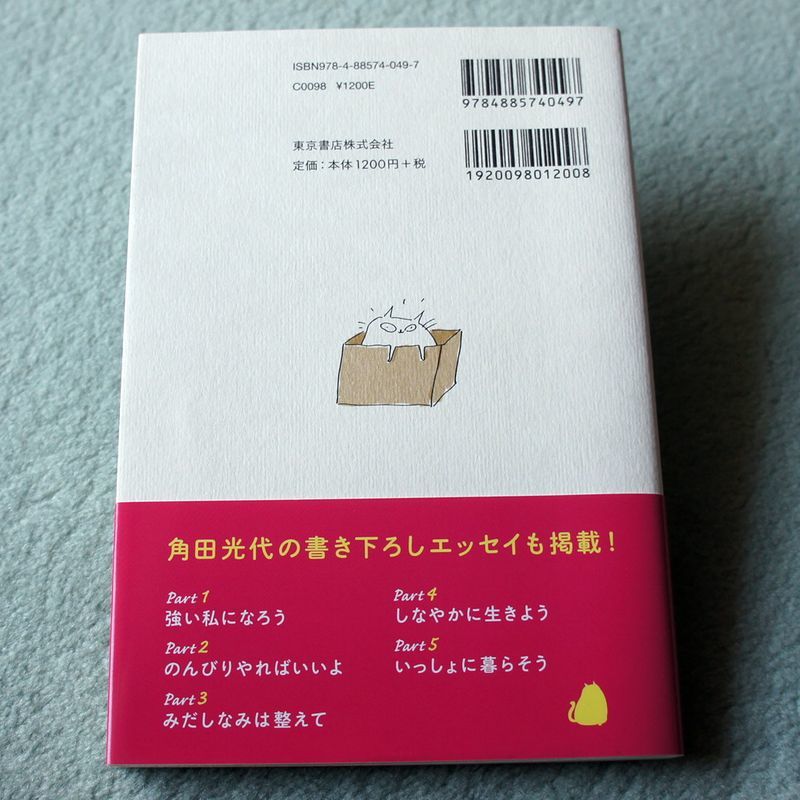 ISBN978-4-88574-049-7
C0098 ¥1200E
9784885740497
東京書店株式会社
定価：本体1200円＋税
1920098012008
角田光代の書き下ろしエッセイも掲載！
Part 1
強い私になろう
Part 2
のんびりやればいいよ
Part 3
みだしなみは整えて
Part 4
しなやかに生きよう
Part 5
いっしょに暮らそう